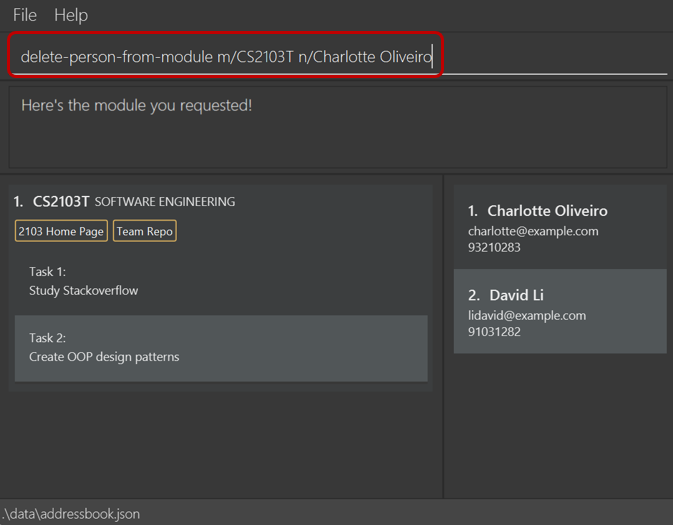 File Help
delete-person-from-module m/CS2103T n/Charlotte Oliveiro
Here's the module you requested!
1. CS2103T SOFTWARE ENGINEERING
2103 Home Page Team Repo
Task 1:
Study Stackoverflow
Task 2:
Create OOP design patterns
1. Charlotte Oliveiro
charlotte@example.com
93210283
2. David Li
lidavid@example.com
91031282
.\data\addressbook.json